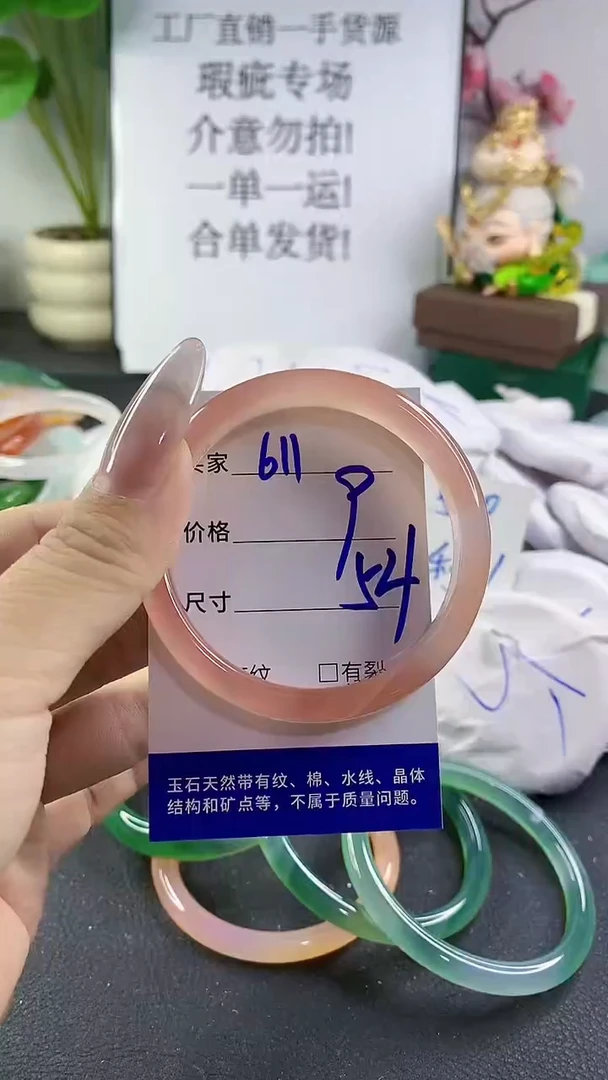 工厂直销一手货源
瑕疵专场
介意勿拍!
一单一运!
合单发货!
家 611
价格
尺寸 54
纹 □有裂
玉石天然带有纹、棉、水线、晶体
结构和矿点等，不属于质量问题。